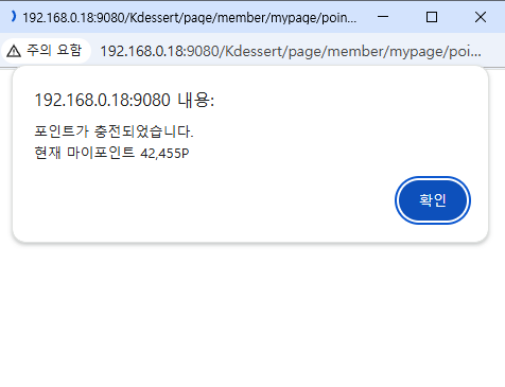 192.168.0.18:9080/Kdessert/page/member/mypage/poin...
주의 요함 192.168.0.18:9080/Kdessert/page/member/mypage/poi...
192.168.0.18:9080 내용:
포인트가 충전되었습니다.
현재 마이포인트 42,455P
확인